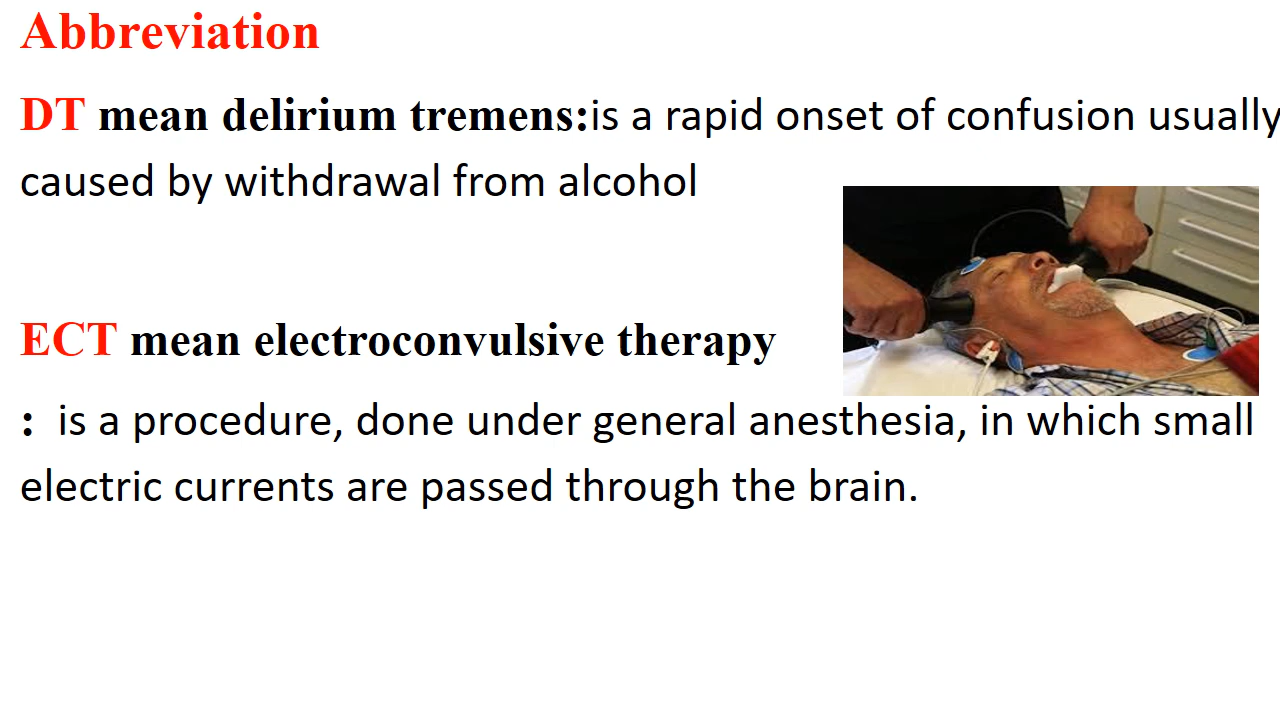 Abbreviation
DT mean delirium tremens:is a rapid onset of confusion usually
caused by withdrawal from alcohol
ECT mean electroconvulsive therapy
: is a procedure, done under general anesthesia, in which small
electric currents are passed through the brain.